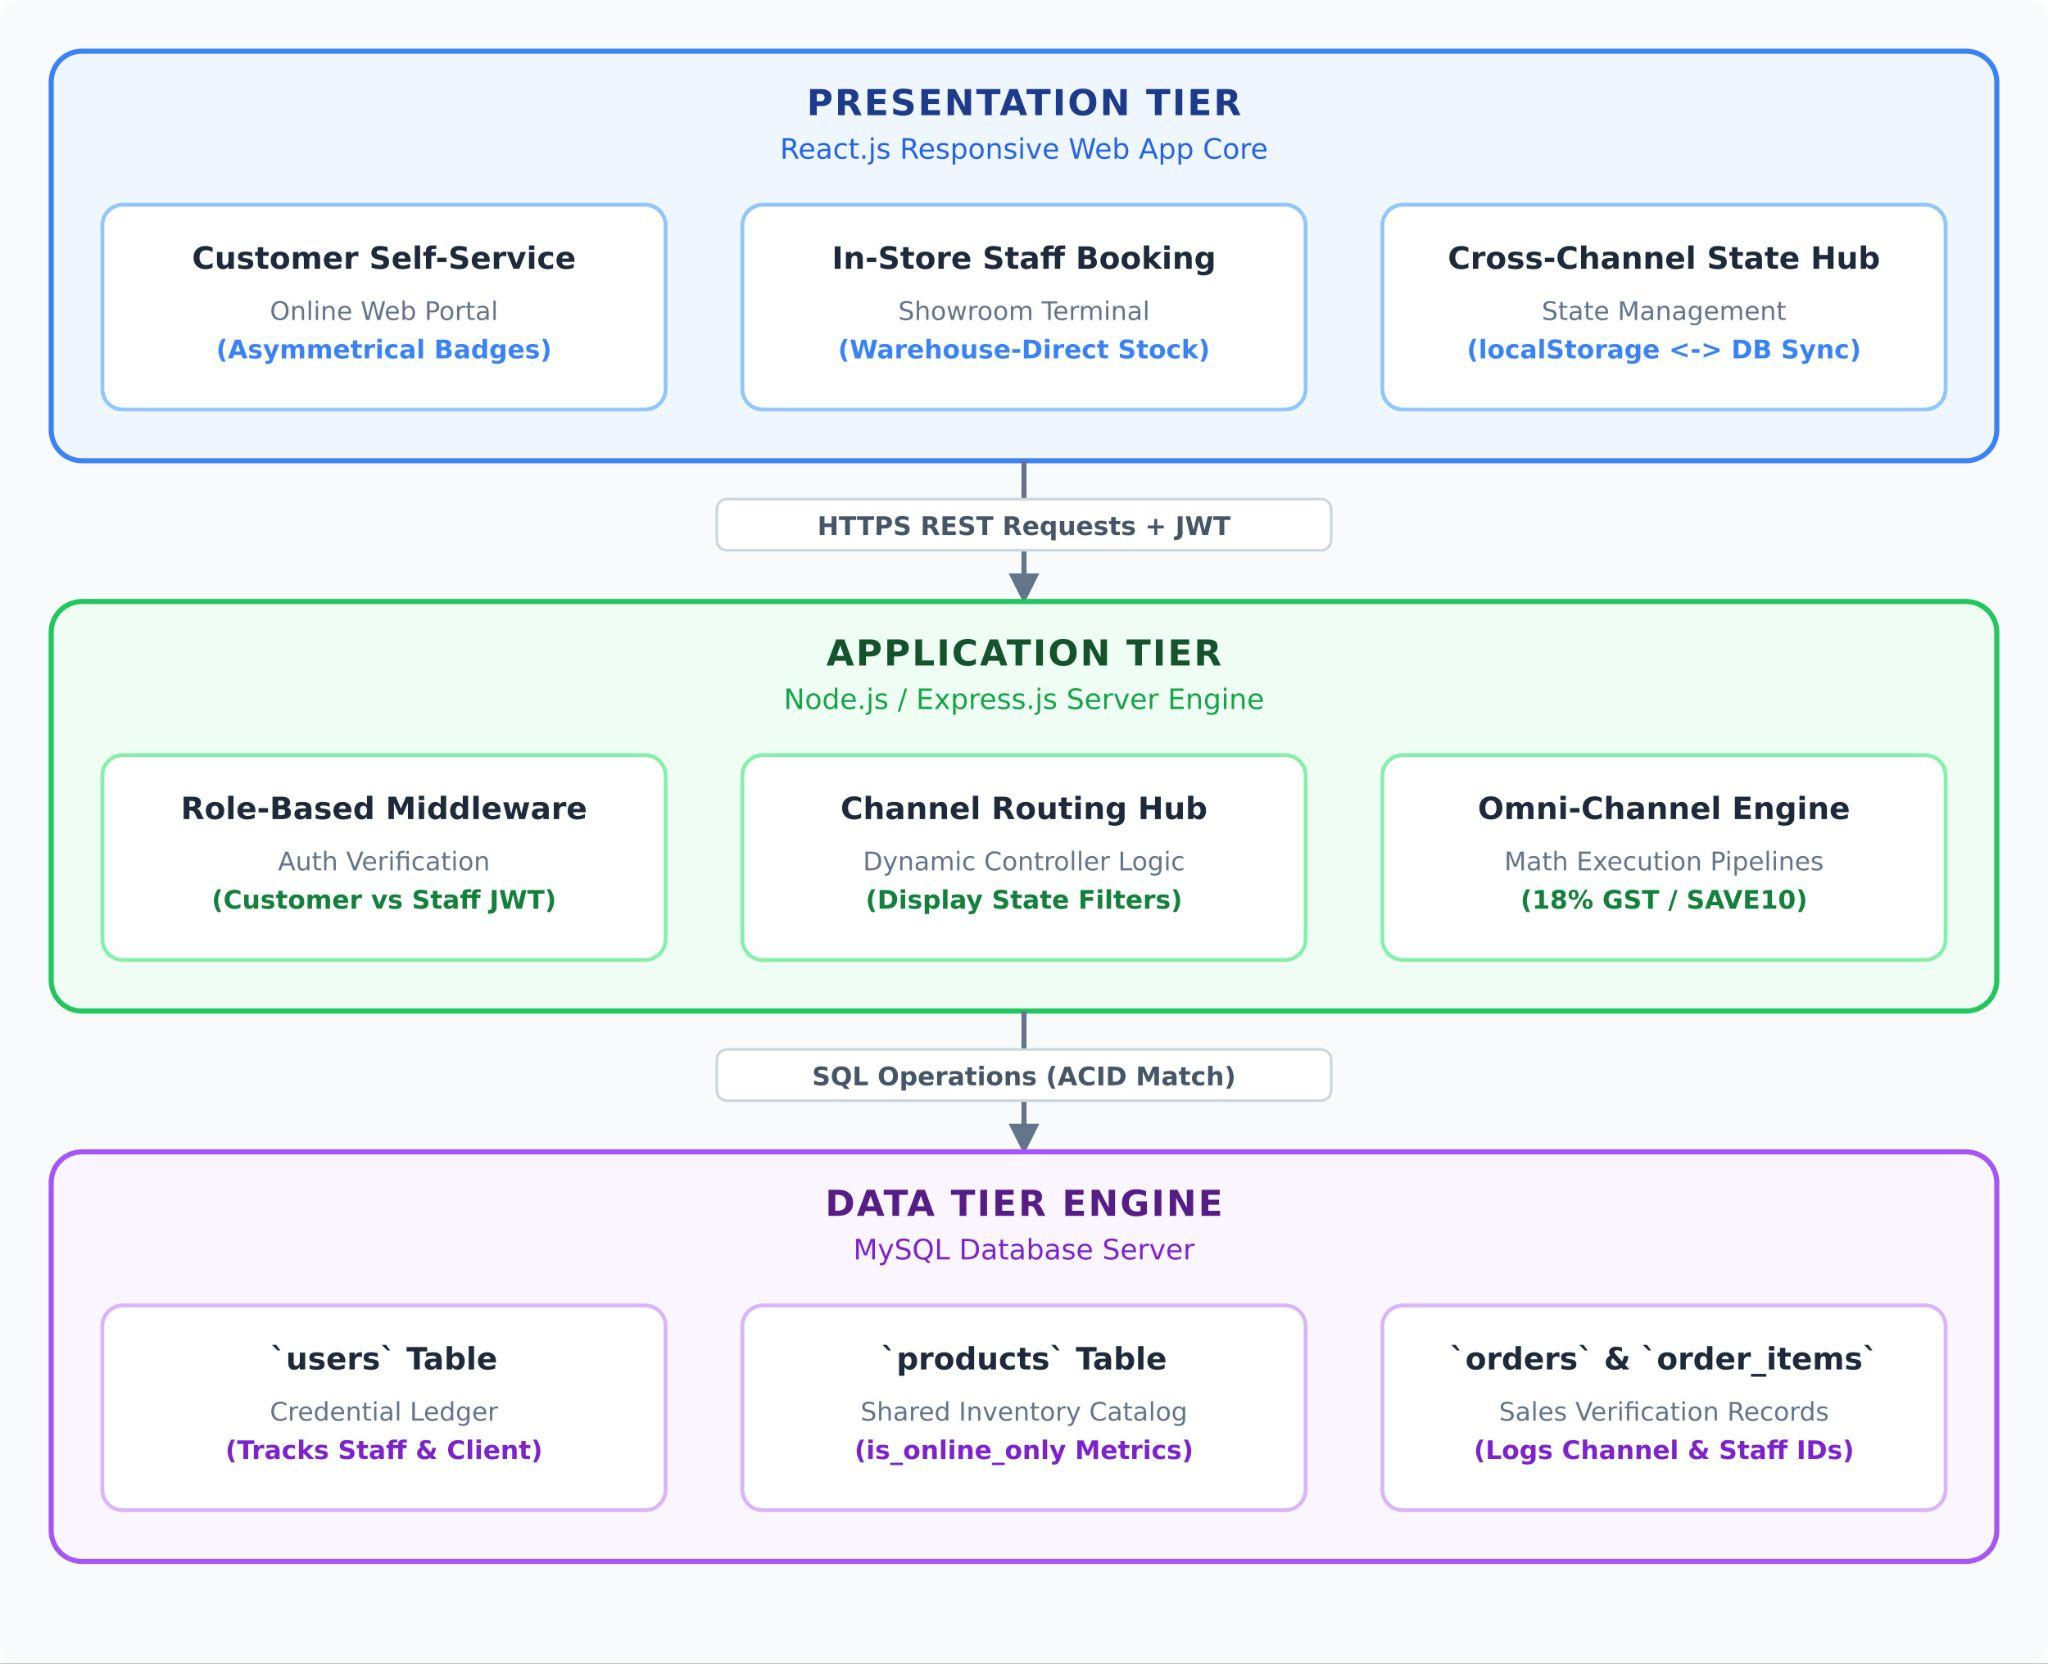 PRESENTATION TIER
React.js Responsive Web App Core
Customer Self-Service
Online Web Portal
(Asymmetrical Badges)
In-Store Staff Booking
Showroom Terminal
(Warehouse-Direct Stock)
Cross-Channel State Hub
State Management
(localStorage <-> DB Sync)
HTTPS REST Requests + JWT
APPLICATION TIER
Node.js / Express.js Server Engine
Role-Based Middleware
Auth Verification
(Customer vs Staff JWT)
Channel Routing Hub
Dynamic Controller Logic
(Display State Filters)
Omni-Channel Engine
Math Execution Pipelines
(18% GST / SAVE10)
SQL Operations (ACID Match)
DATA TIER ENGINE
MySQL Database Server
`users` Table
Credential Ledger
(Tracks Staff & Client)
`products` Table
Shared Inventory Catalog
(is_online_only Metrics)
`orders` & `order_items`
Sales Verification Records
(Logs Channel & Staff IDs)